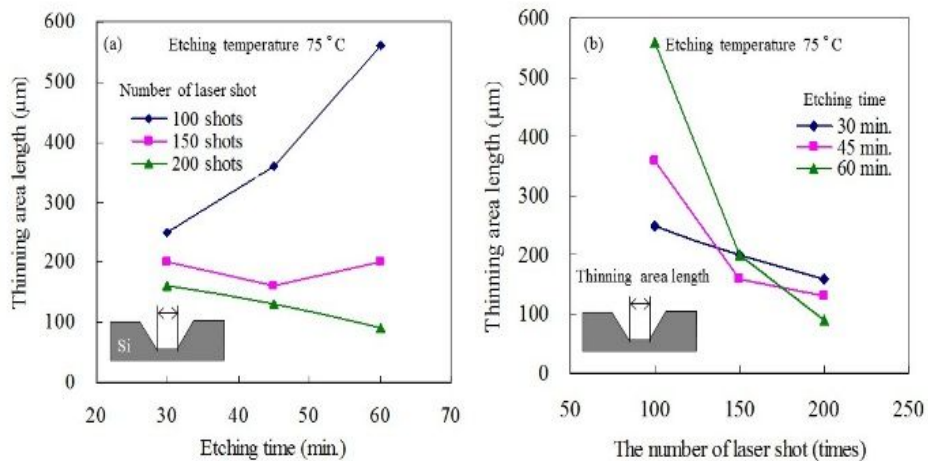 600
500
400
300
200
100
0
20
30
40
50
60
70
Thinning area length (μm)
Etching time (min.)
(a)
Etching temperature 75˚C
Number of laser shot
100 shots
150 shots
200 shots
Si
600
500
400
300
200
100
0
50
100
150
200
250
Thinning area length (μm)
The number of laser shot (times)
(b)
Etching temperature 75˚C
Etching time
30 min.
45 min.
60 min.
Thinning area length